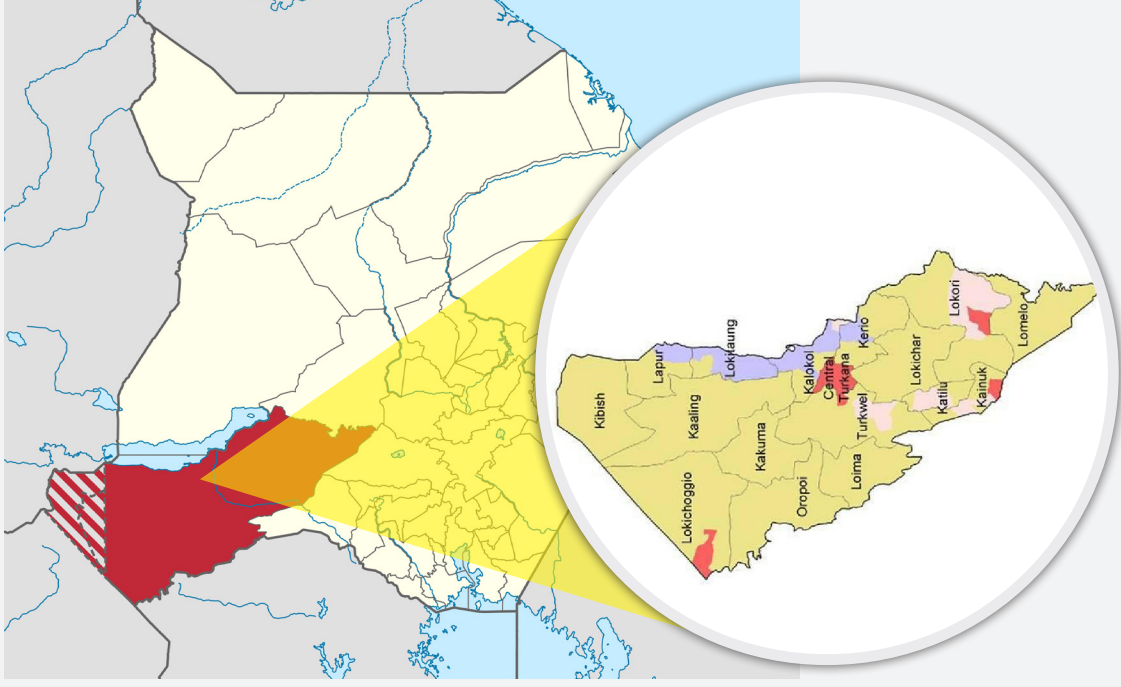 Kibish
Lapur
Kaaling
Lokitaung
Lokichoggio
Kakuma
Kalokol
Central
Turkana
Kerio
Oropoi
Loima
Turkwel
Lokichar
Katilu
Lokori
Kainuk
Lomelo